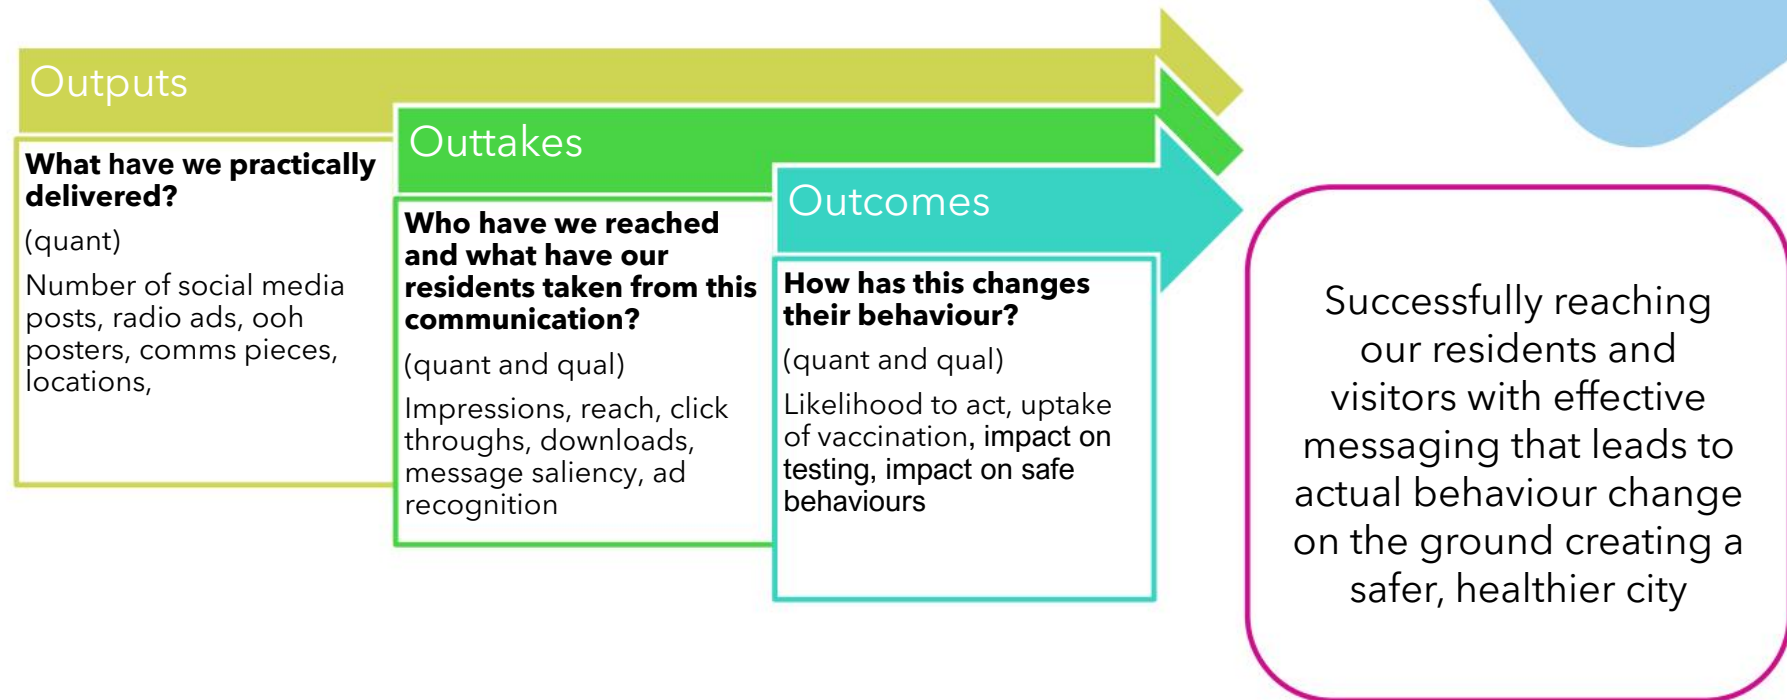 Outputs
What have we practically
delivered?
(quant)
Number of social media
posts, radio ads, ooh
posters, comms pieces,
locations,
Outtakes
Who have we reached
and what have our
residents taken from this
communication?
(quant and qual)
Impressions, reach, click
throughs, downloads,
message saliency, ad
recognition
Outcomes
How has this changes
their behaviour?
(quant and qual)
Likelihood to act, uptake
of vaccination, impact on
testing, impact on safe
behaviours
Successfully reaching
our residents and
visitors with effective
messaging that leads to
actual behaviour change
on the ground creating a
safer, healthier city